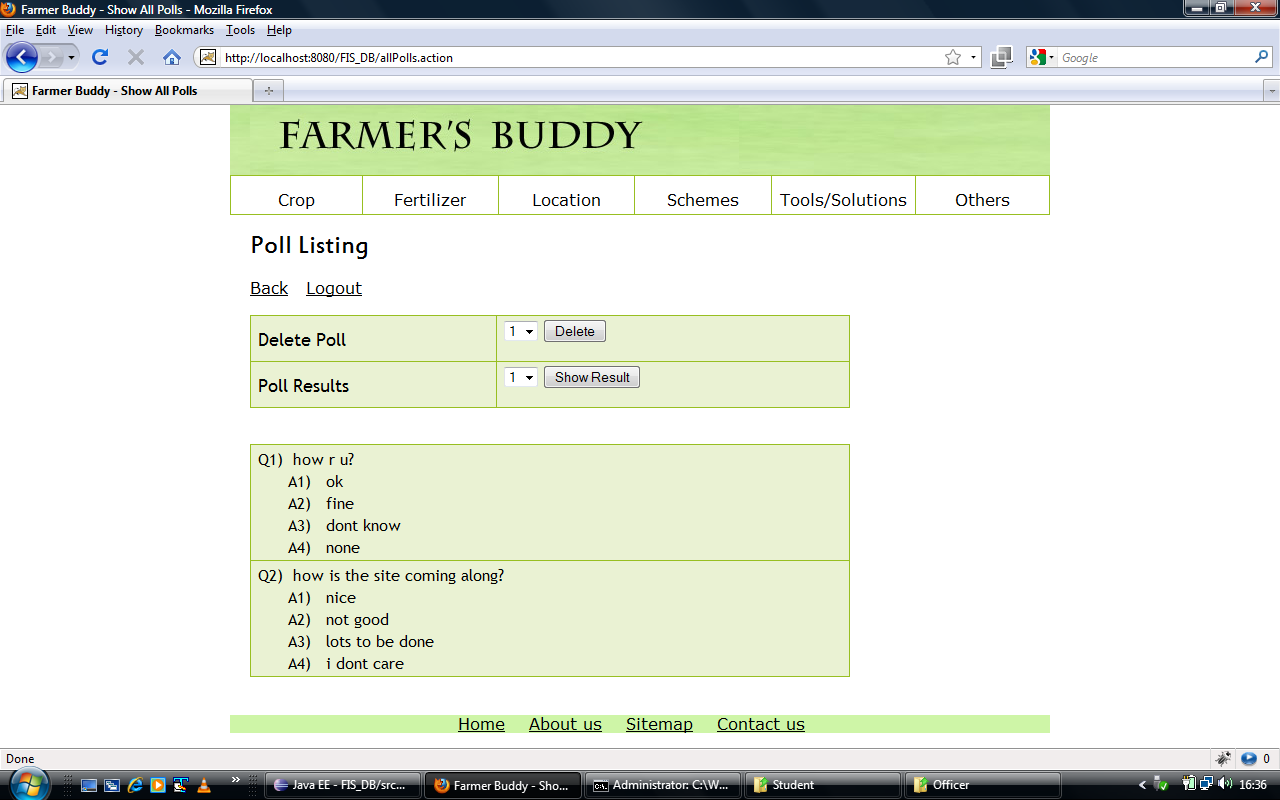 Farmer Buddy - Show All Polls - Mozilla Firefox
File Edit View History Bookmarks Tools Help
http://localhost:8080/FIS_DB/allPolls.action
Google
Farmer Buddy - Show All Polls
FARMER'S BUDDY
Crop Fertilizer Location Schemes Tools/Solutions Others
Poll Listing
Back Logout
Delete Poll 1 Delete
Poll Results 1 Show Result
Q1) how r u?
A1) ok
A2) fine
A3) dont know
A4) none
Q2) how is the site coming along?
A1) nice
A2) not good
A3) lots to be done
A4) i dont care
Home About us Sitemap Contact us
Done 0
Java EE - FIS_DB/src... Farmer Buddy - Sho... Administrator: C:\W... Student Officer 16:36